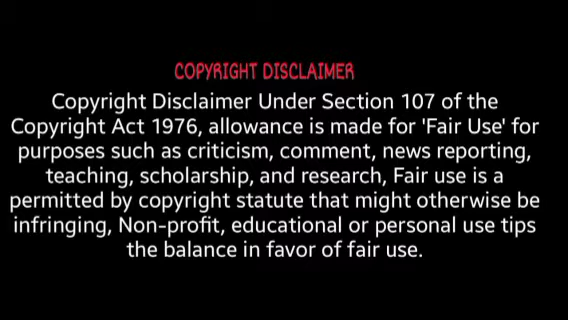 COPYRIGHT DISCLAIMER
Copyright Disclaimer Under Section 107 of the
Copyright Act 1976, allowance is made for 'Fair Use' for
purposes such as criticism, comment, news reporting,
teaching, scholarship, and research, Fair use is a
permitted by copyright statute that might otherwise be
infringing, Non-profit, educational or personal use tips
the balance in favor of fair use.